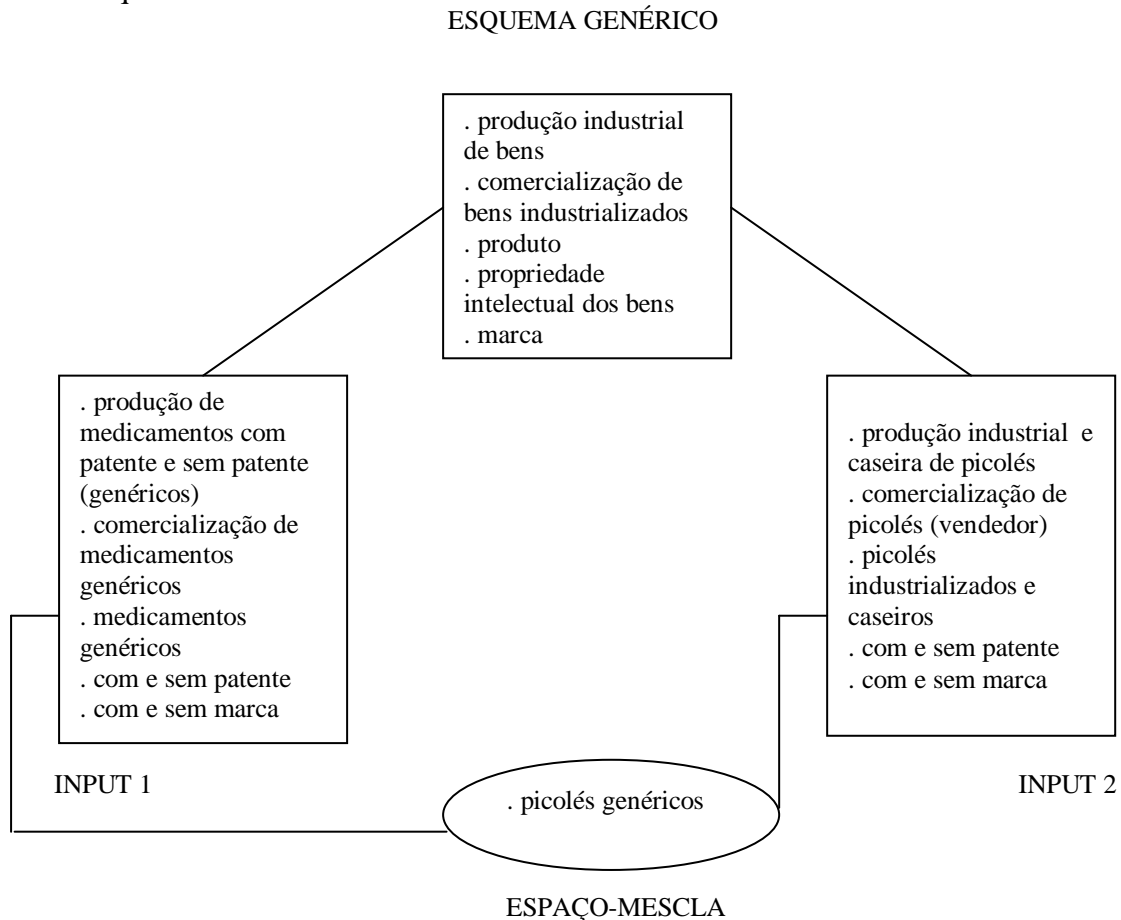 ESQUEMA GENÉRICO
. produção industrial
de bens
. comercialização de
bens industrializados
. produto
. propriedade
intelectual dos bens
. marca
. produção de
medicamentos com
patente e sem patente
(genéricos)
. comercialização de
medicamentos
genéricos
. medicamentos
genéricos
. com e sem patente
. com e sem marca
INPUT 1
. produção industrial e
caseira de picolés
. comercialização de
picolés (vendedor)
. picolés
industrializados e
caseiros
. com e sem patente
. com e sem marca
INPUT 2
. picolés genéricos
ESPAÇO-MESCLA